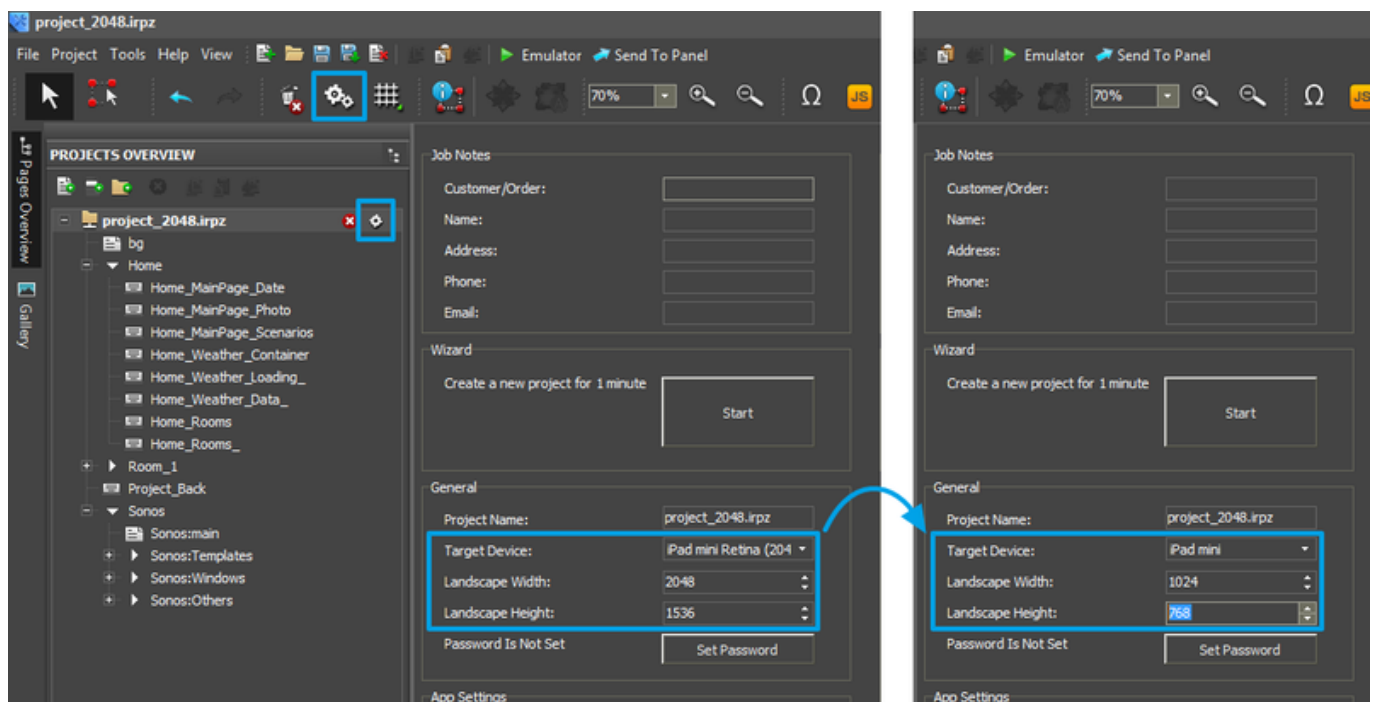 project_2048.irpz
File Project Tools Help View Emulator Send To Panel
70% Ω JS
Pages Overview
Gallery
PROJECTS OVERVIEW
project_2048.irpz
bg
Home
Home_MainPage_Date
Home_MainPage_Photo
Home_MainPage_Scenarios
Home_Weather_Container
Home_Weather_Loading_
Home_Weather_Data_
Home_Rooms
Home_Rooms_
Room_1
Project_Back
Sonos
Sonos:main
Sonos:Templates
Sonos:Windows
Sonos:Others
Job Notes
Customer/Order:
Name:
Address:
Phone:
Email:
Wizard
Create a new project for 1 minute Start
General
Project Name: project_2048.irpz
Target Device: iPad mini Retina (204
Landscape Width: 2048
Landscape Height: 1536
Password Is Not Set Set Password
App Settings
Emulator Send To Panel
70% Ω JS
Job Notes
Customer/Order:
Name:
Address:
Phone:
Email:
Wizard
Create a new project for 1 minute Start
General
Project Name: project_2048.irpz
Target Device: iPad mini
Landscape Width: 1024
Landscape Height: 768
Password Is Not Set Set Password
App Settings